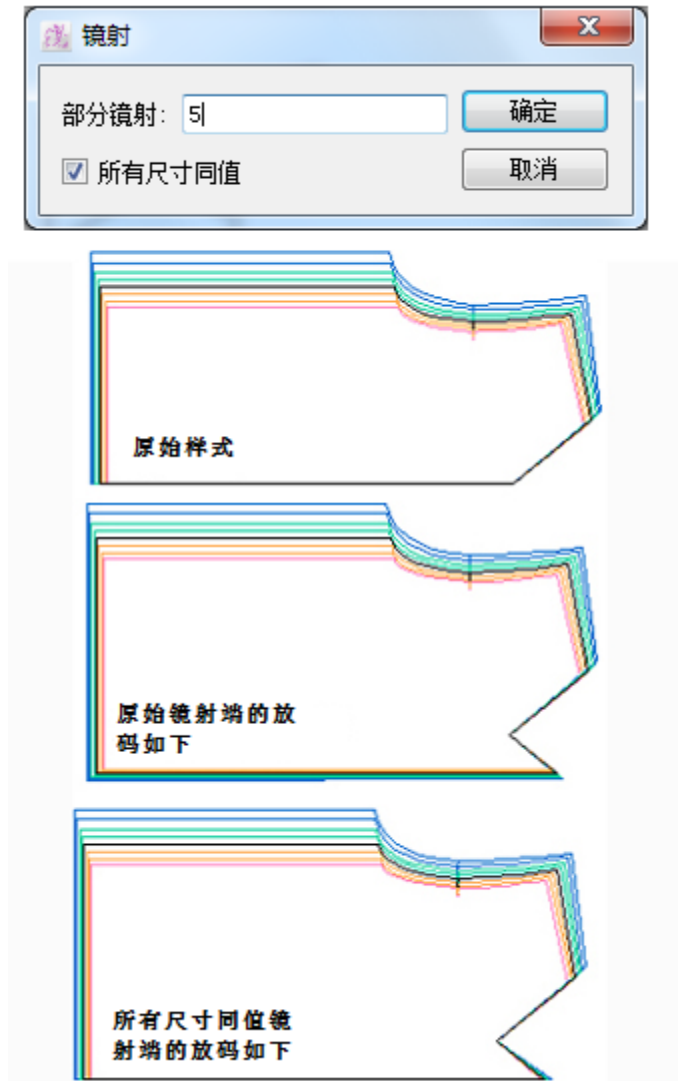 镜射
部分镜射: 5
确定
所有尺寸同值
取消
原始样式
原始镜射端的放
码如下
所有尺寸同值镜
射端的放码如下